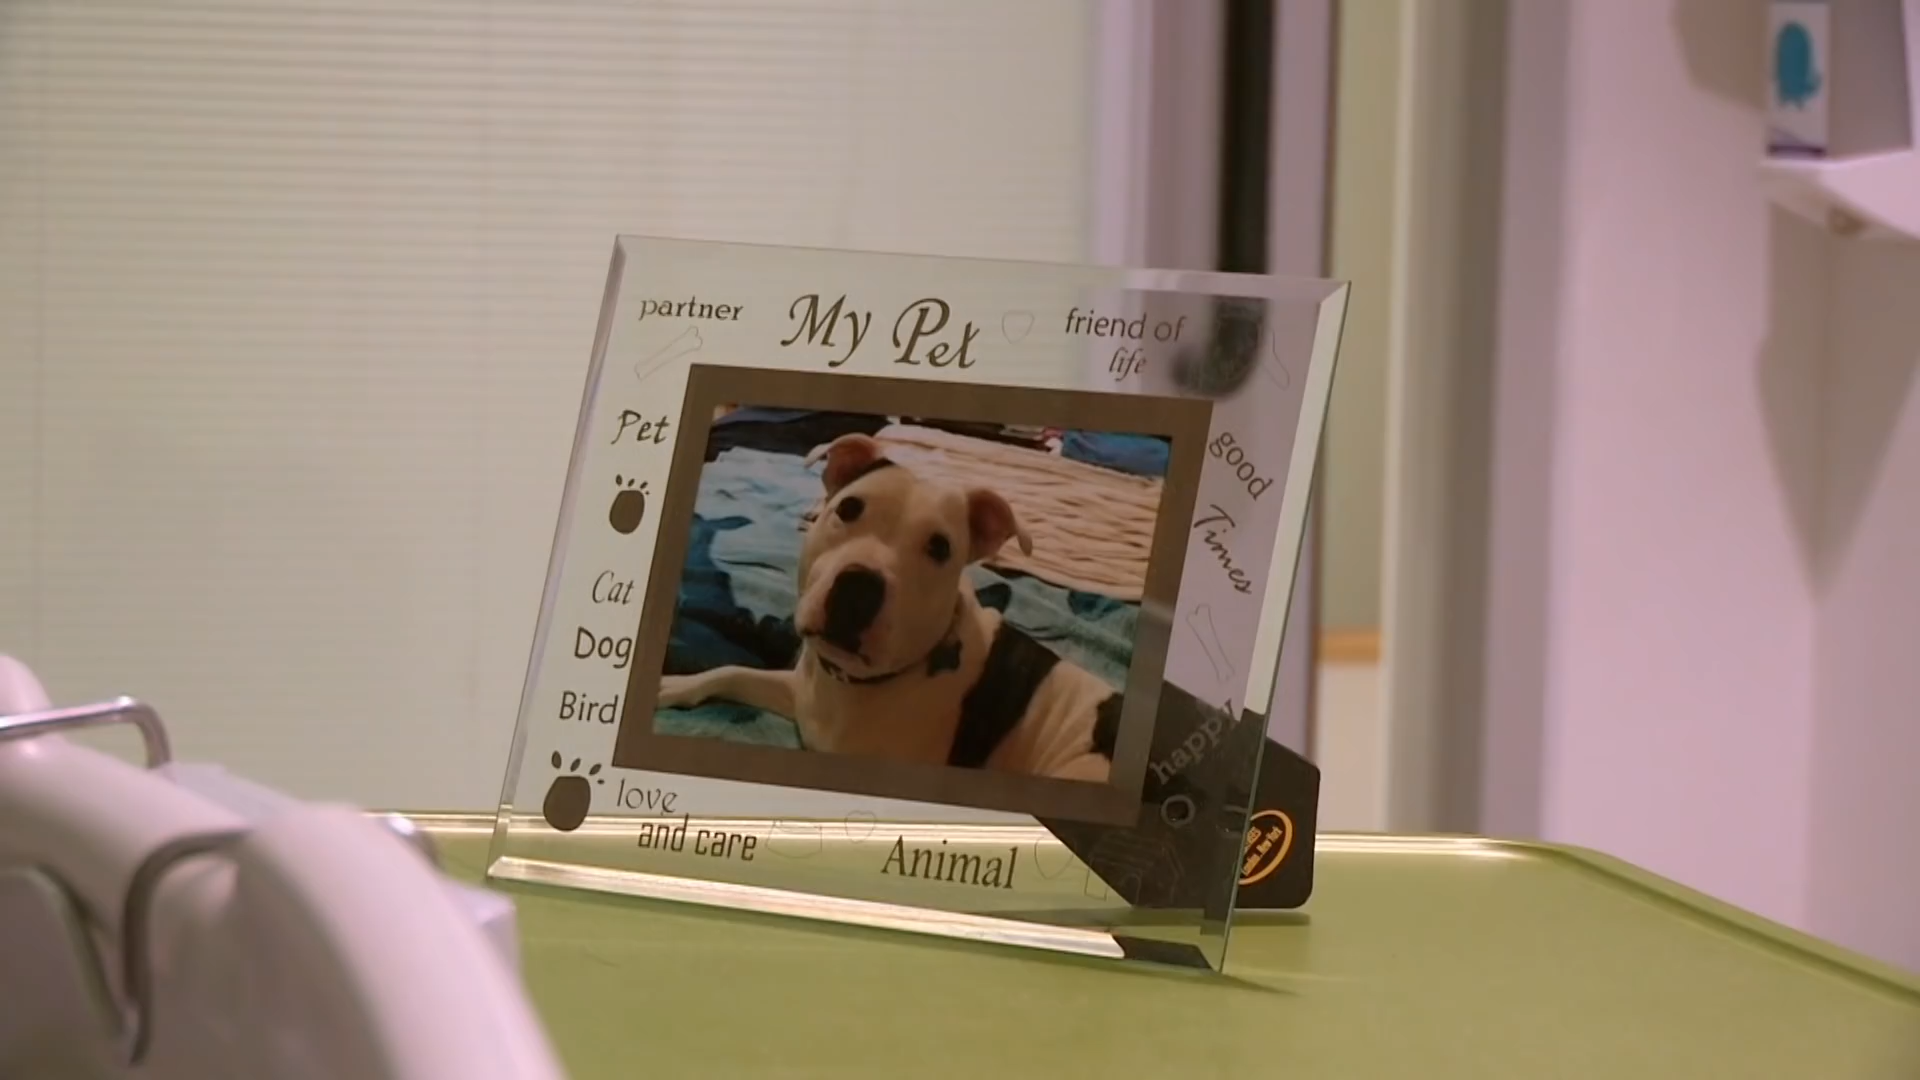 partner
My Pet
friend of
life
Pet
good
Times
Cat
Dog
Bird
happy
love
and care
Animal